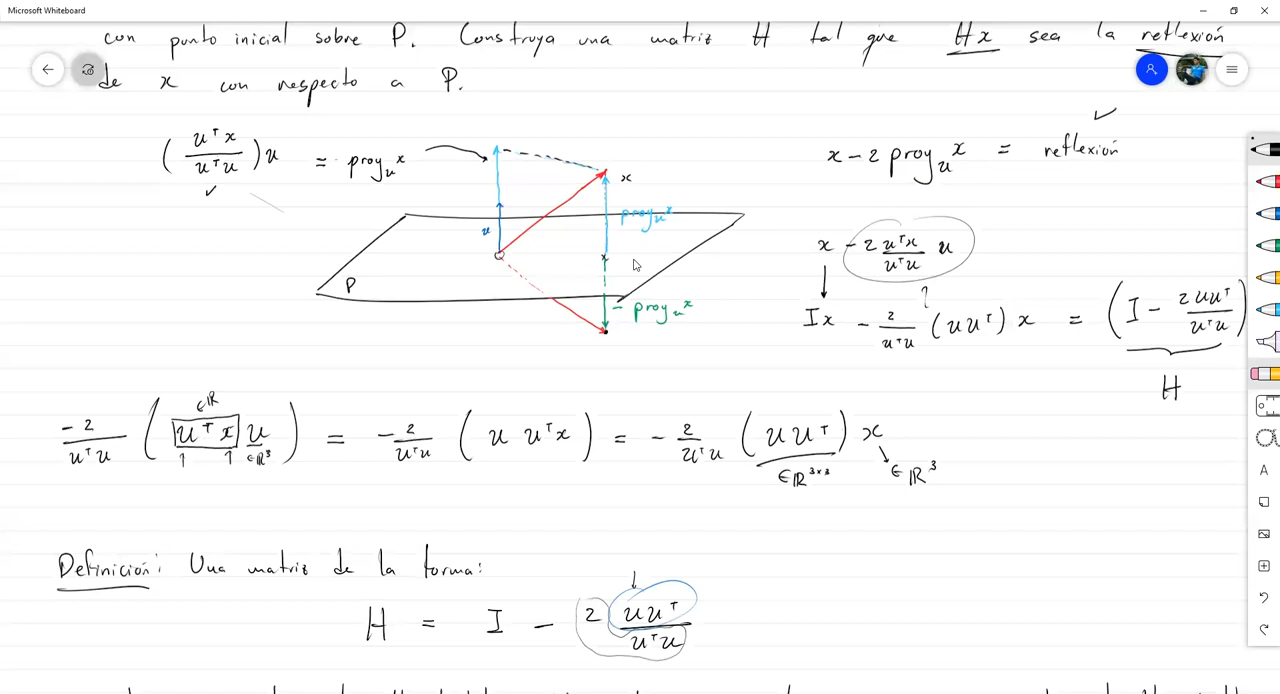 Microsoft Whiteboard
con punto inicial sobre P. Construya una matriz H tal que Hx sea la reflexión
de x con respecto a P.
(uᵀx / uᵀu) u = proy_u x
x
proy_u x
u
P
- proy_u x
x - 2 proy_u x = reflexión ✓
x - 2 uᵀx / uᵀu u
?
Ix - 2 / uᵀu (u uᵀ) x = (I - 2uuᵀ / uᵀu)
H
-2 / uᵀu (uᵀx u) = - 2 / uᵀu (u uᵀx) = - 2 / uᵀu (u uᵀ) x
∈ℝ ∈ℝ³ ∈ℝ³ˣ³ ∈ℝ³
Definición: Una matriz de la forma:
H = I - 2 uuᵀ / uᵀu